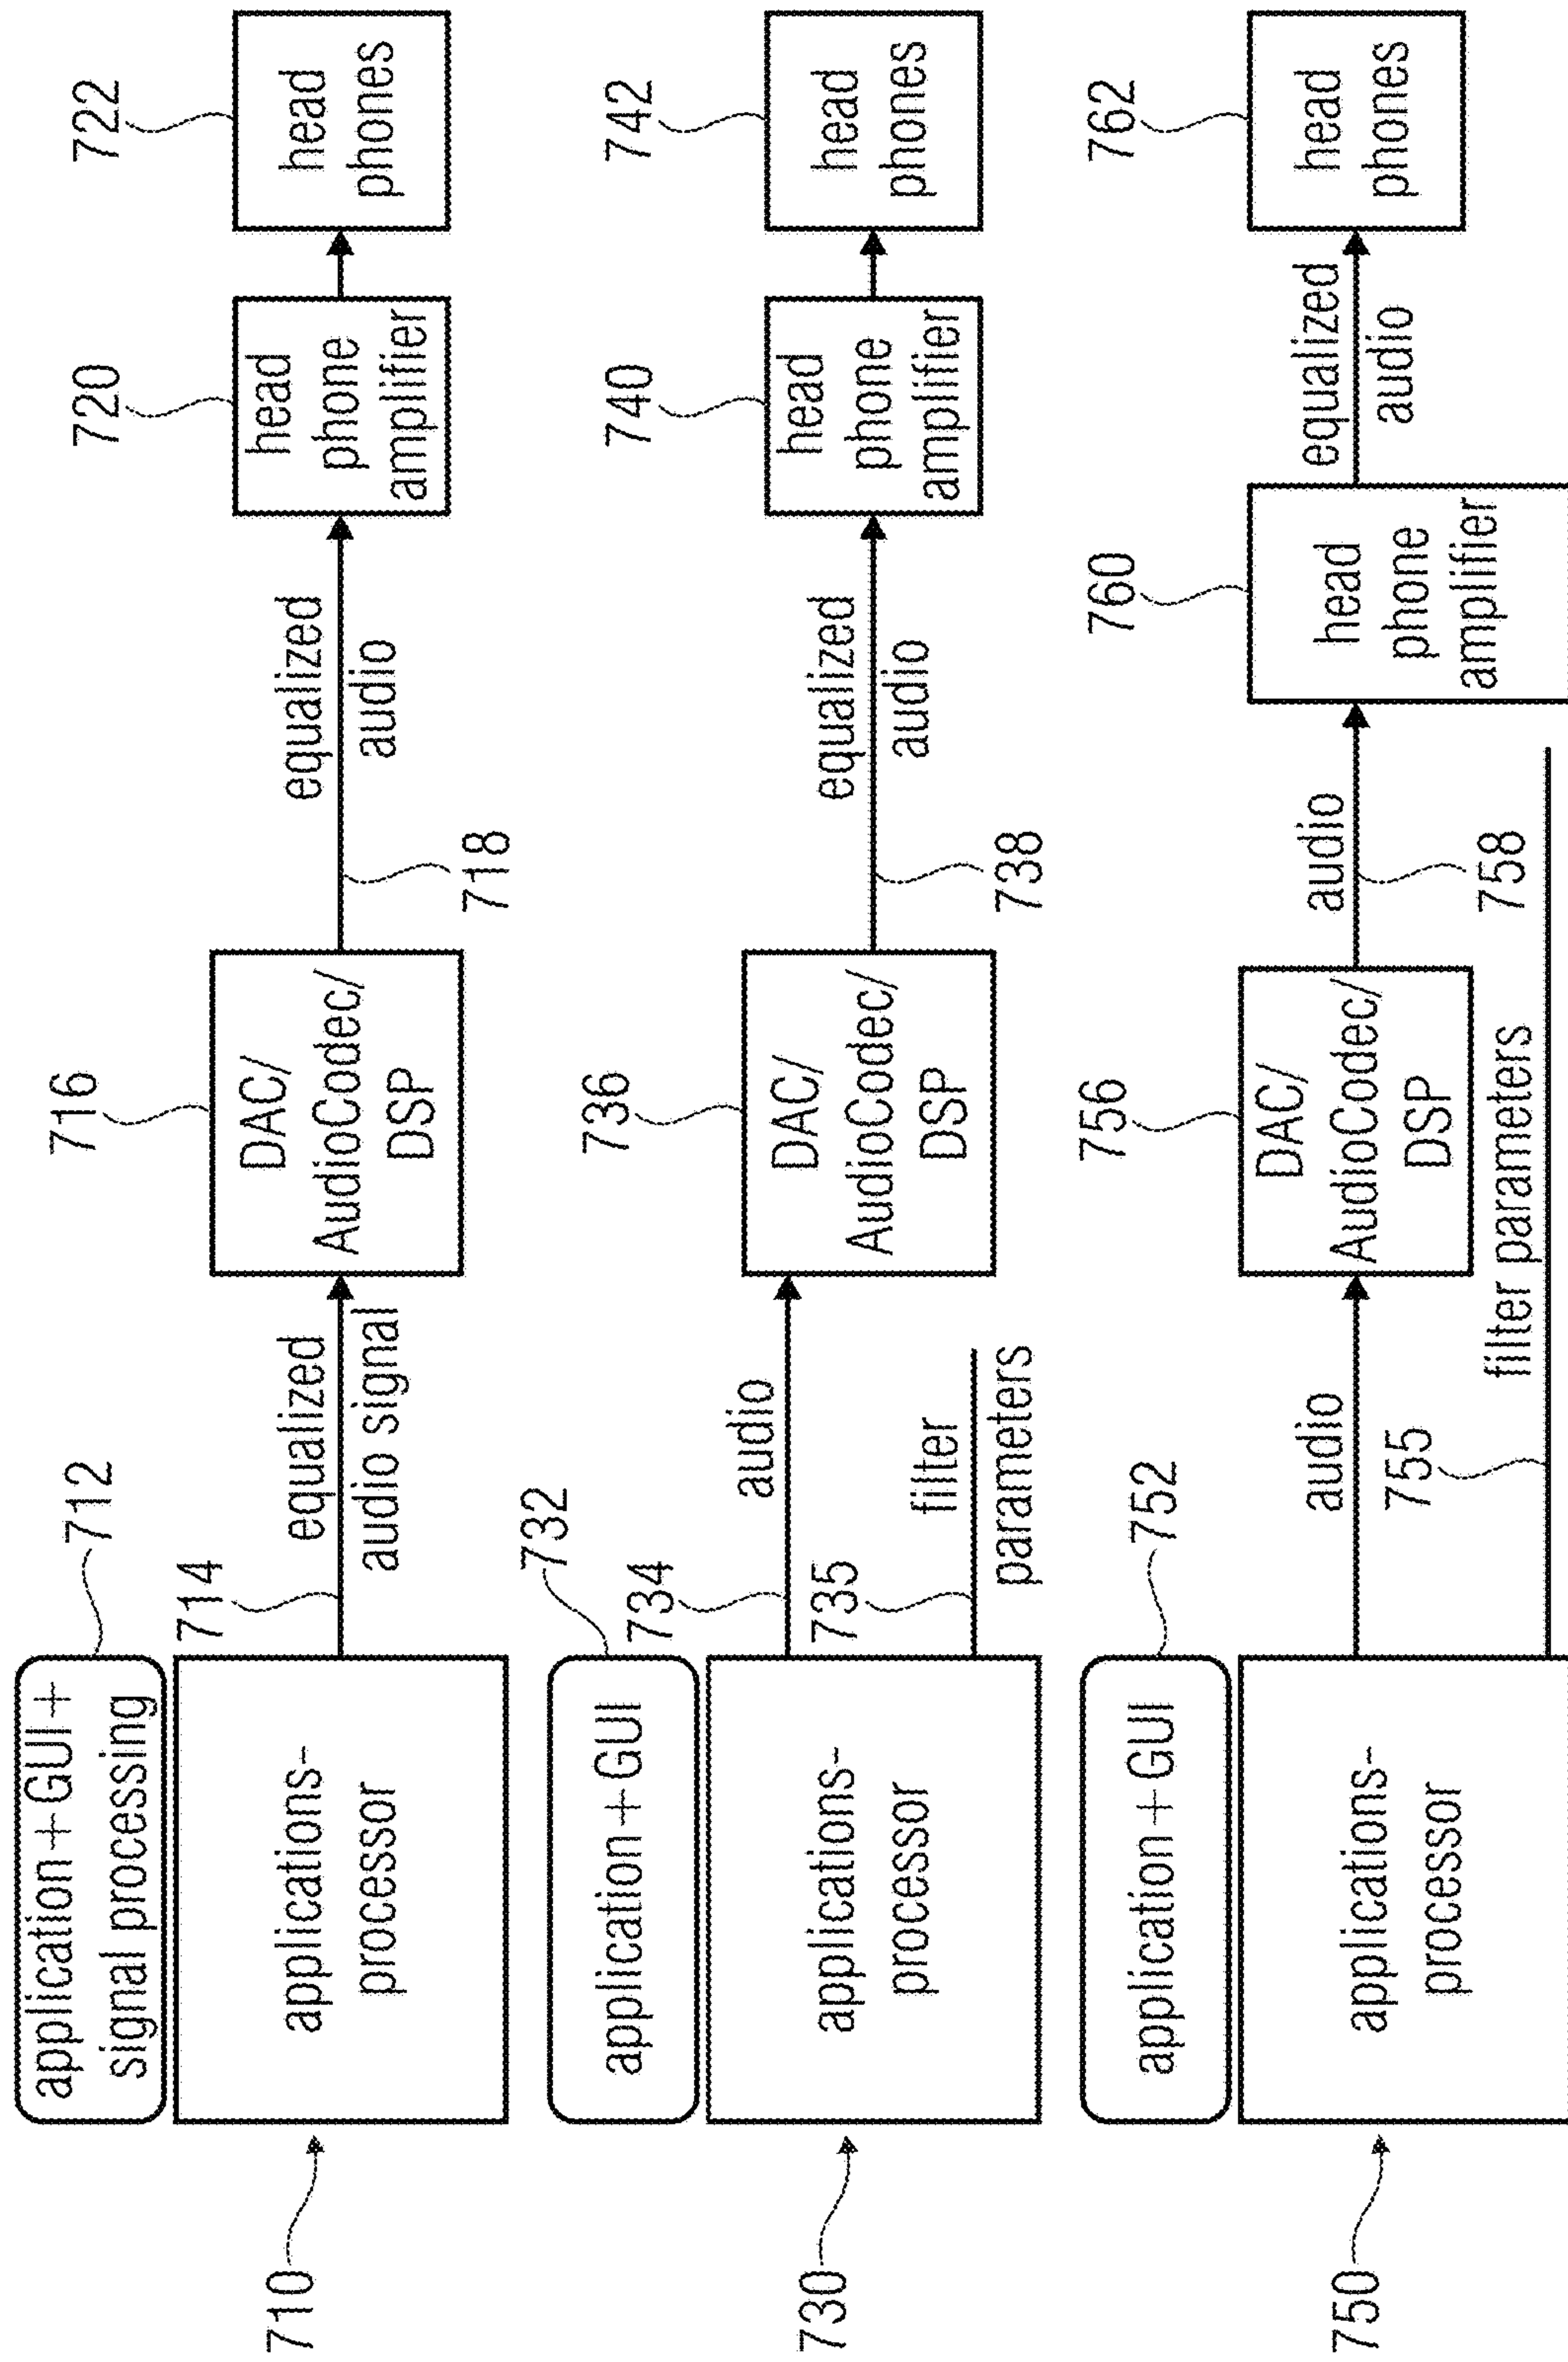 712
application+GUI+
signal processing
710
applications-
processor
714
equalized
audio signal
716
DAC/
AudioCodec/
DSP
equalized
audio
718
720
head
phone
amplifier
722
head
phones
732
application+GUI
730
applications-
processor
734
audio
735
filter
parameters
736
DAC/
AudioCodec/
DSP
equalized
audio
738
740
head
phone
amplifier
742
head
phones
752
application+GUI
750
applications-
processor
audio
755
filter parameters
756
DAC/
AudioCodec/
DSP
audio
758
760
head
phone
amplifier
equalized
audio
762
head
phones